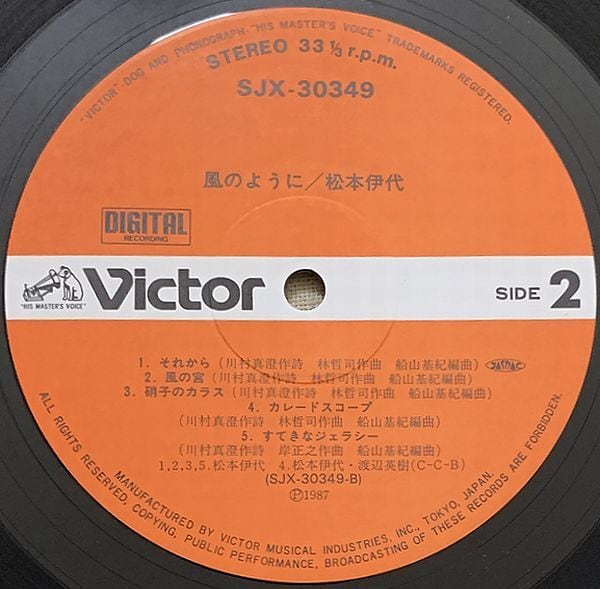 "VICTOR"-DOG AND PHONOGRAPH-"HIS MASTER'S VOICE" TRADEMARKS REGISTERED.
STEREO 33 1/3 r.p.m.
SJX-30349
風のように／松本伊代
DIGITAL
RECORDING
"HIS MASTER'S VOICE"
Victor
SIDE 2
1. それから (川村真澄作詩 林哲司作曲 船山基紀編曲) JASRAC
2. 風の宮 (川村真澄作詩 林哲司作曲 船山基紀編曲)
3. 硝子のカラス (川村真澄作詩 林哲司作曲 船山基紀編曲)
4. カレードスコープ
(川村真澄作詩 林哲司作曲 船山基紀編曲)
5. すてきなジェラシー
(川村真澄作詩 岸正之作曲 船山基紀編曲)
1,2,3,5.松本伊代 4.松本伊代・渡辺英樹(C-C-B)
(SJX-30349-B)
Ⓟ1987
ALL RIGHTS RESERVED, COPYING, PUBLIC PERFORMANCE, BROADCASTING OF THESE RECORDS ARE FORBIDDEN.
MANUFACTURED BY VICTOR MUSICAL INDUSTRIES, INC., TOKYO, JAPAN.